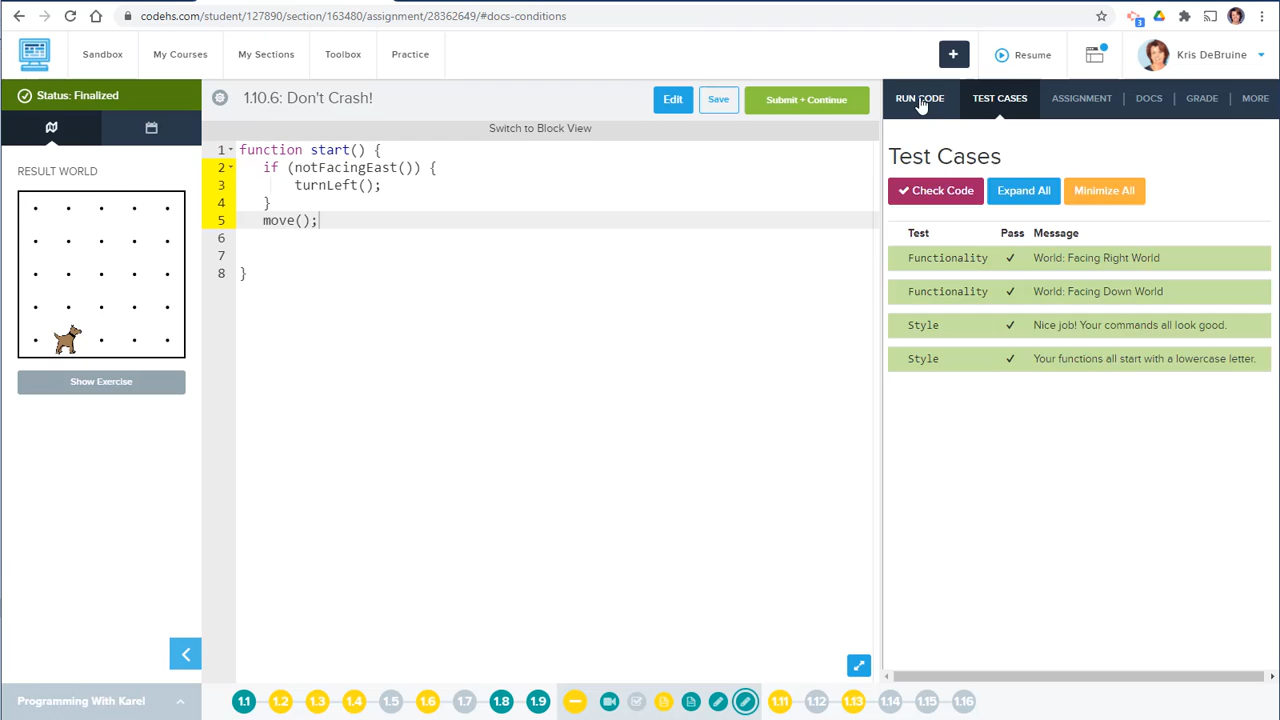 codehs.com/student/127890/section/163480/assignment/28362649/#docs-conditions
3
Sandbox
My Courses
My Sections
Toolbox
Practice
+
Resume
Kris DeBruine
Status: Finalized
1.10.6: Don't Crash!
Edit
Save
Submit + Continue
RUN CODE
TEST CASES
ASSIGNMENT
DOCS
GRADE
MORE
Switch to Block View
RESULT WORLD
Show Exercise
1 function start() {
2 if (notFacingEast()) {
3 turnLeft();
4 }
5 move();
6
7
8 }
Test Cases
Check Code
Expand All
Minimize All
Test Pass Message
Functionality ✓ World: Facing Right World
Functionality ✓ World: Facing Down World
Style ✓ Nice job! Your commands all look good.
Style ✓ Your functions all start with a lowercase letter.
Programming With Karel
1.1 1.2 1.3 1.4 1.5 1.6 1.7 1.8 1.9 1.11 1.12 1.13 1.14 1.15 1.16